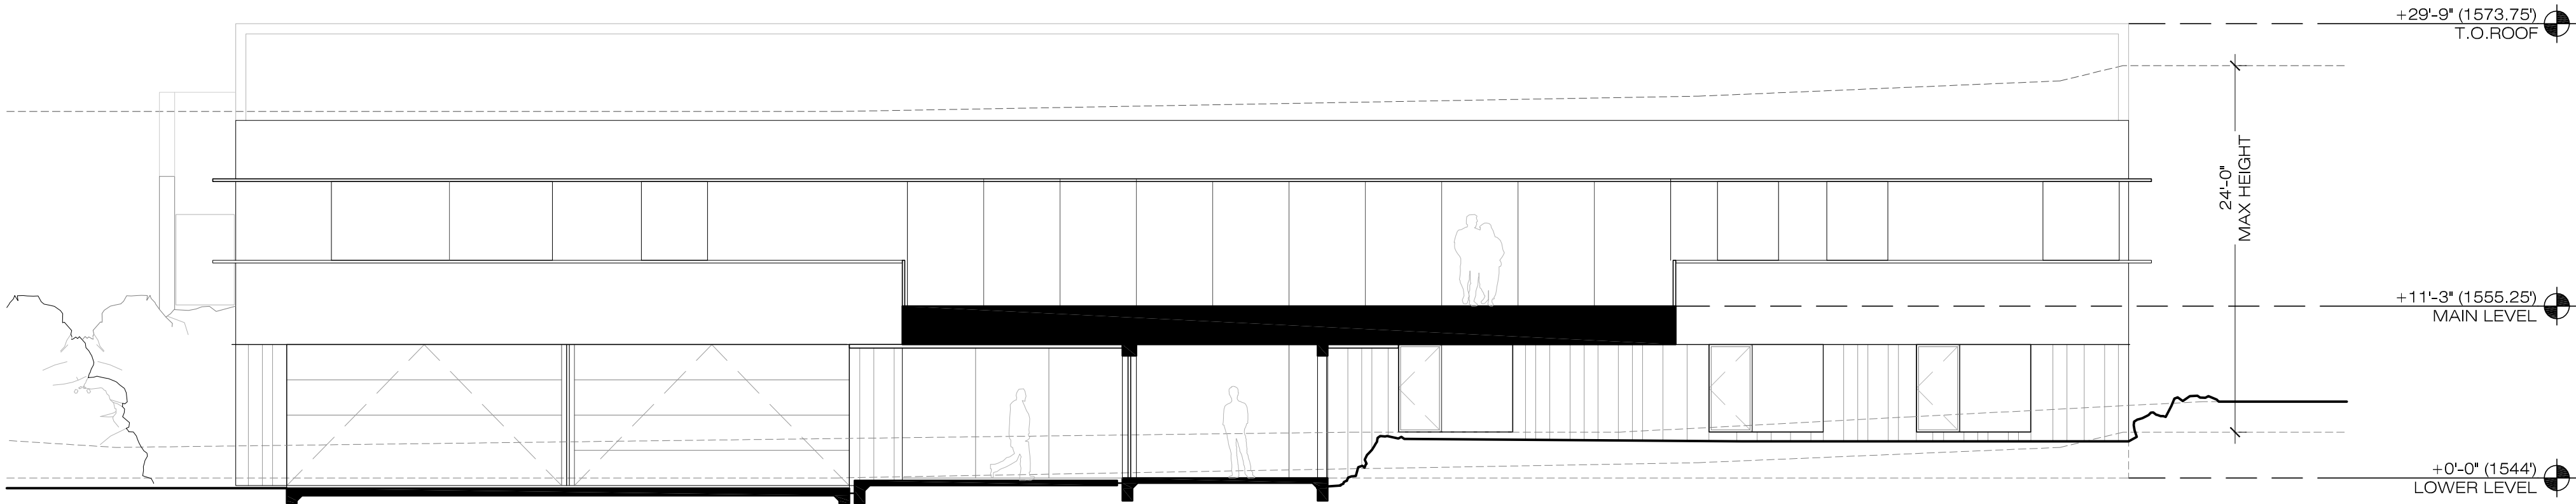 +29'-9" (1573.75')
T.O.ROOF
24'-0"
MAX HEIGHT
+11'-3" (1555.25')
MAIN LEVEL
+0'-0" (1544')
LOWER LEVEL